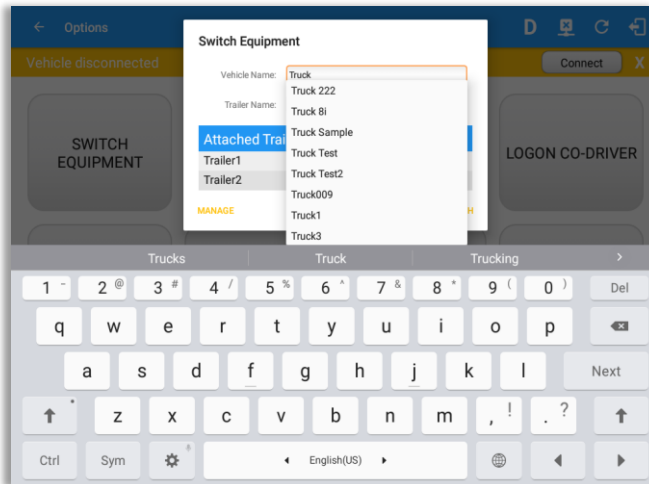 Options
D
Vehicle disconnected
Connect
X
SWITCH EQUIPMENT
LOGON CO-DRIVER
Switch Equipment
Vehicle Name: Truck
Trailer Name:
Truck 222
Truck 8i
Truck Sample
Truck Test
Truck Test2
Truck009
Truck1
Truck3
Attached Trai
Trailer1
Trailer2
MANAGE
H
Trucks Truck Trucking
1 - 2 @ 3 # 4 / 5 % 6 ^ 7 & 8 * 9 ( 0 ) Del
q w e r t y u i o p
a s d f g h j k l Next
z x c v b n m , ! . ?
Ctrl Sym English(US)